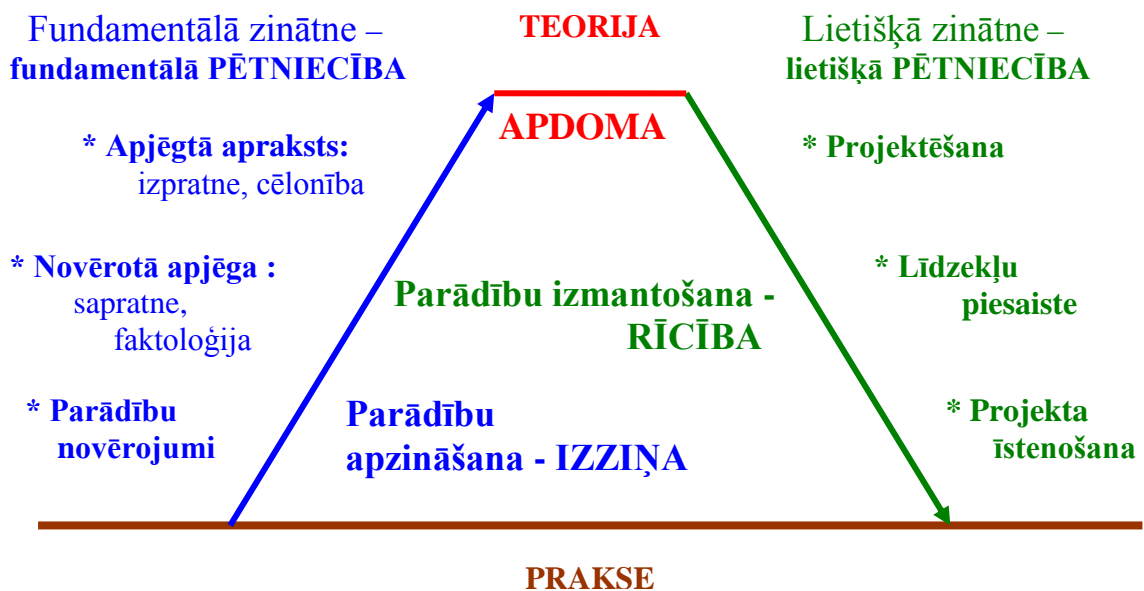 Fundamentālā zinātne –
fundamentālā PĒTNIECĪBA
TEORIJA
Lietišķā zinātne –
lietišķā PĒTNIECĪBA
APDOMA
* Apjēgtā apraksts:
izpratne, cēlonība
* Projektēšana
* Novērotā apjēga :
sapratne,
faktoloģija
Parādību izmantošana -
RĪCĪBA
* Līdzekļu
piesaiste
* Parādību
novērojumi
Parādību
apzināšana - IZZIŅA
* Projekta
īstenošana
PRAKSE